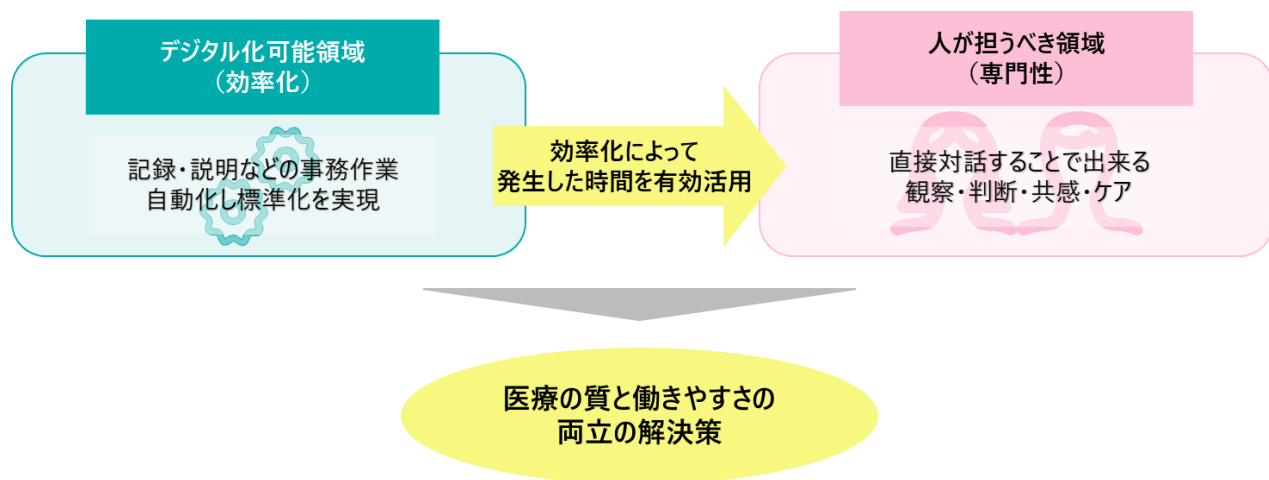 デジタル化可能領域
（効率化）
記録・説明などの事務作業
自動化し標準化を実現
効率化によって
発生した時間を有効活用
人が担うべき領域
（専門性）
直接対話することで出来る
観察・判断・共感・ケア
医療の質と働きやすさの
両立の解決策